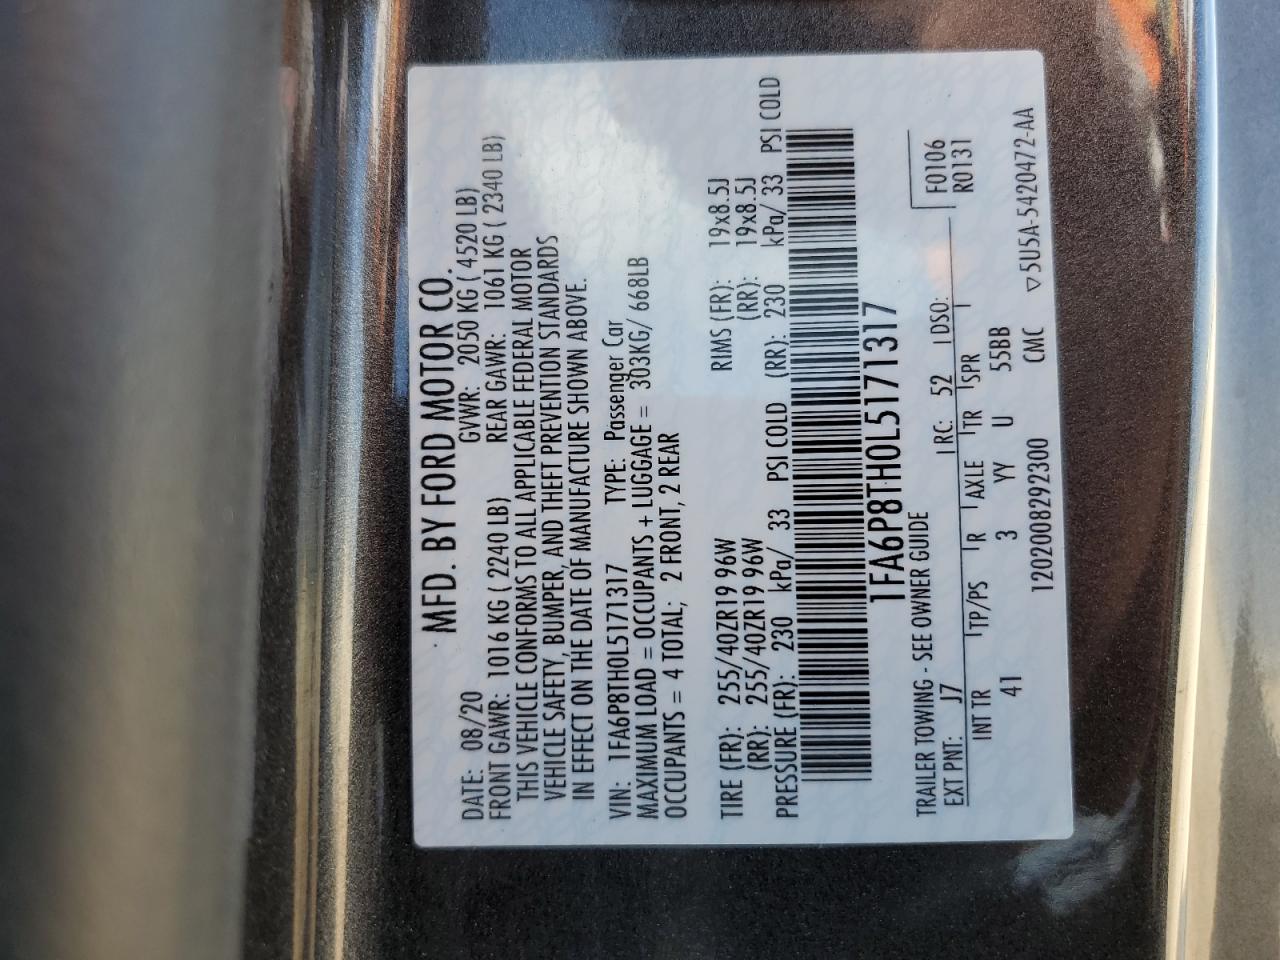 MFD. BY FORD MOTOR CO.
DATE: 08/20 GVWR: 2050 KG ( 4520 LB)
FRONT GAWR: 1016 KG ( 2240 LB) REAR GAWR: 1061 KG ( 2340 LB)
THIS VEHICLE CONFORMS TO ALL APPLICABLE FEDERAL MOTOR
VEHICLE SAFETY, BUMPER, AND THEFT PREVENTION STANDARDS
IN EFFECT ON THE DATE OF MANUFACTURE SHOWN ABOVE.
VIN: 1FA6P8TH0L5171317 TYPE: Passenger Car
MAXIMUM LOAD = OCCUPANTS + LUGGAGE = 303KG/ 668LB
OCCUPANTS = 4 TOTAL; 2 FRONT, 2 REAR
TIRE (FR): 255/40ZR19 96W RIMS (FR): 19x8.5J
(RR): 255/40ZR19 96W (RR): 19x8.5J
PRESSURE (FR): 230 kPa/ 33 PSI COLD (RR): 230 kPa/ 33 PSI COLD
1FA6P8TH0L5171317
TRAILER TOWING - SEE OWNER GUIDE F0106
EXT PNT: J7 RC: 52 DSO: R0131
INT TR TP/PS R AXLE TR SPR
41 3 YY U 55BB
12020082923​00 CMC ▽5U5A-5420472-AA